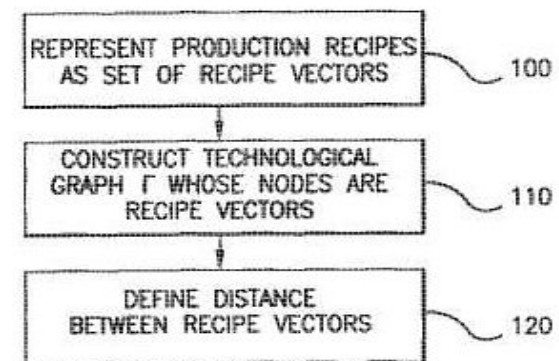 REPRESENT PRODUCTION RECIPES
AS SET OF RECIPE VECTORS
100
CONSTRUCT TECHNOLOGICAL
GRAPH Γ WHOSE NODES ARE
RECIPE VECTORS
110
DEFINE DISTANCE
BETWEEN RECIPE VECTORS
120